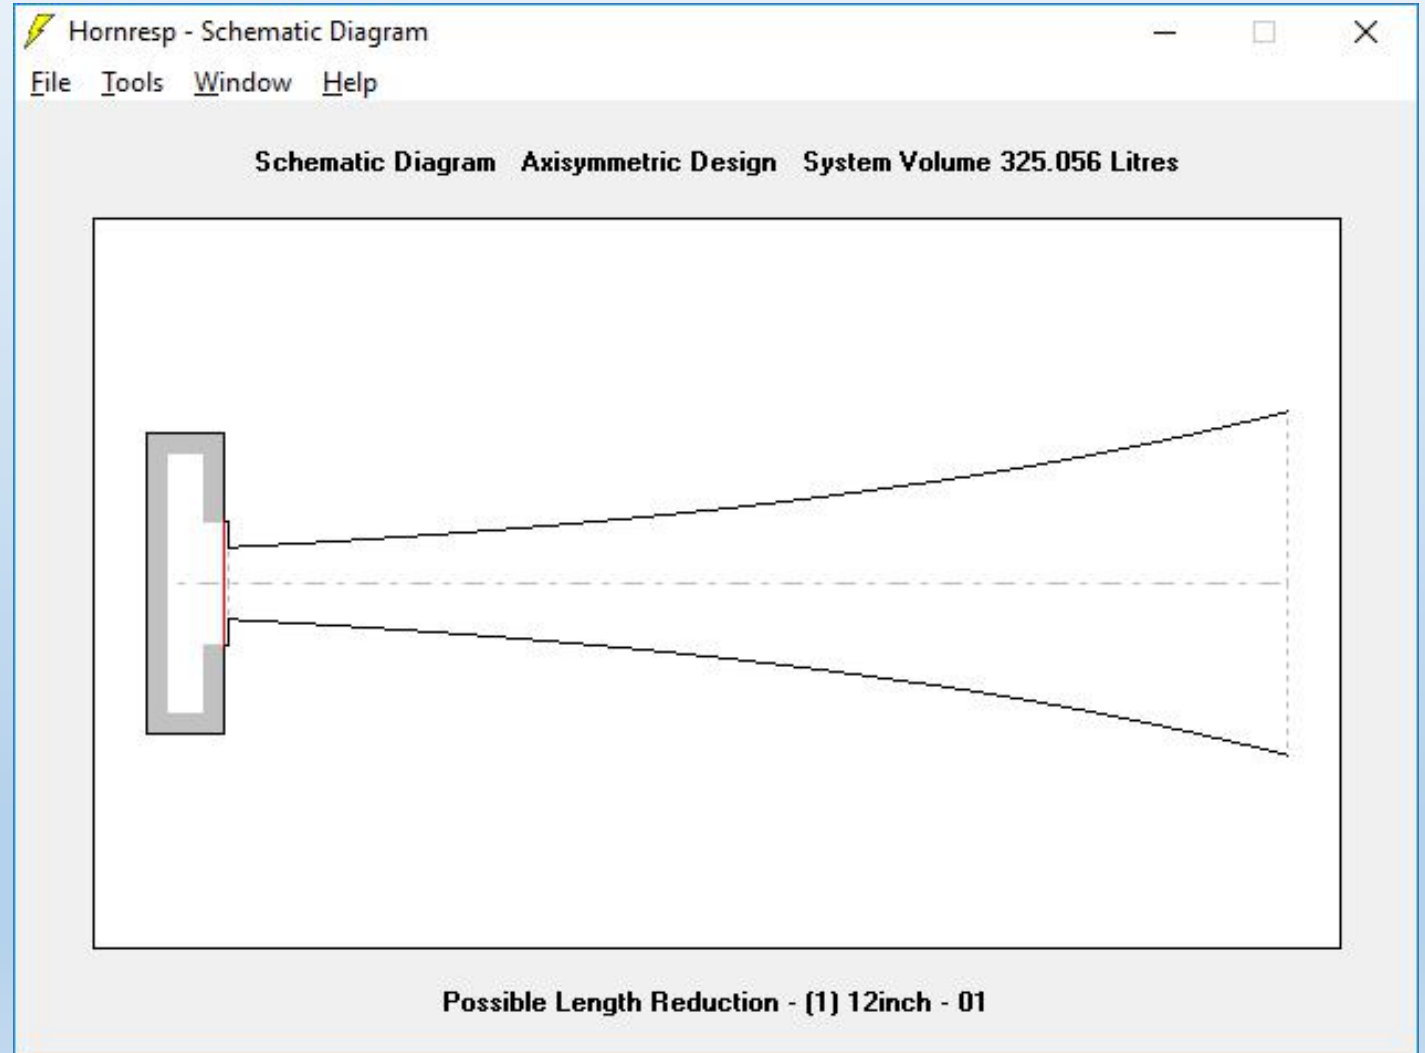 Hornresp - Schematic Diagram
File Tools Window Help
Schematic Diagram Axisymmetric Design System Volume 325.056 Litres
Possible Length Reduction - (1) 12inch - 01